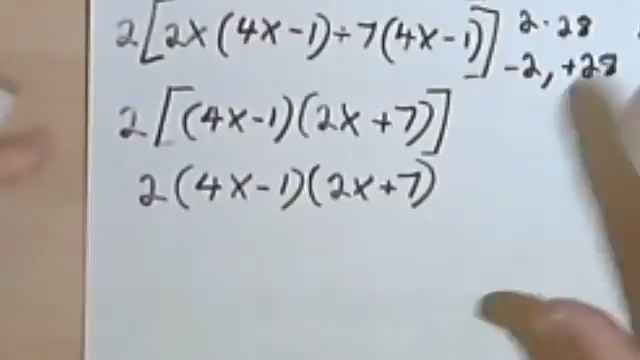 2[2x(4x-1)+7(4x-1)]
2·28
-2, +28
2[(4x-1)(2x+7)]
2(4x-1)(2x+7)